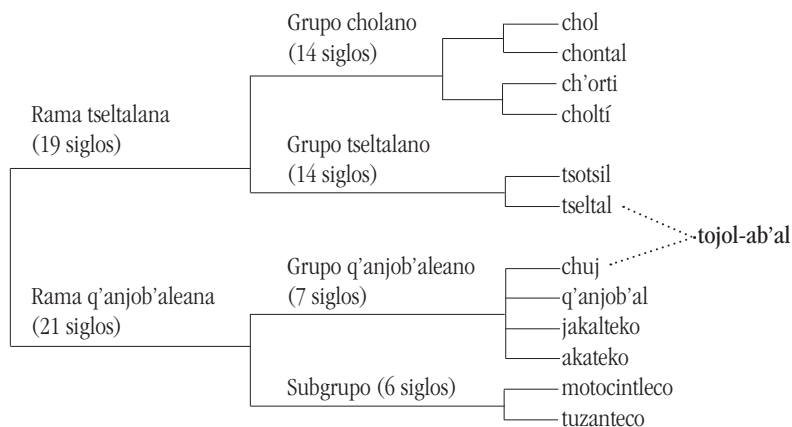 Grupo cholano
(14 siglos)
chol
chontal
ch’orti
choltí
Rama tseltalana
(19 siglos)
Grupo tseltalano
(14 siglos)
tsotsil
tseltal
tojol-ab’al
Rama q’anjob’aleana
(21 siglos)
Grupo q’anjob’aleano
(7 siglos)
chuj
q’anjob’al
jakalteko
akateko
Subgrupo (6 siglos)
motocintleco
tuzanteco